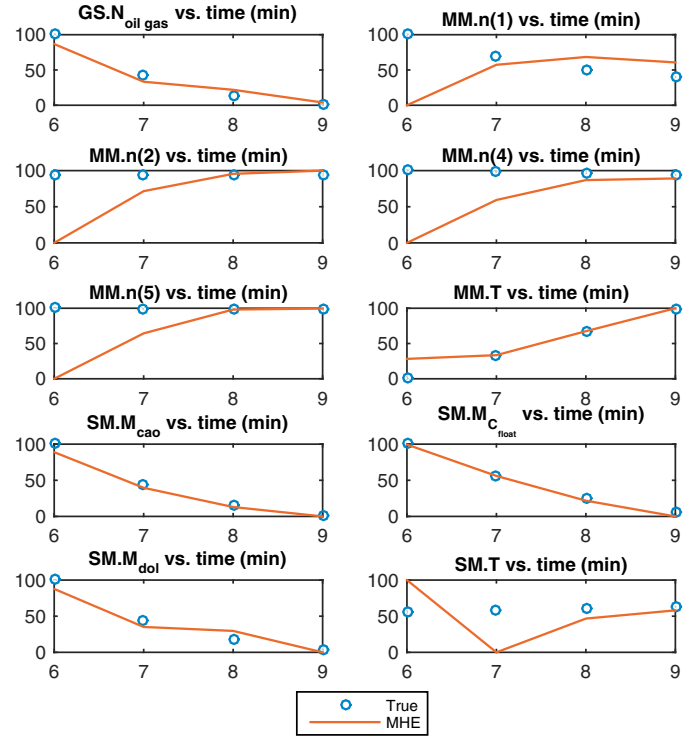 GS.N oil gas vs. time (min)
MM.n(1) vs. time (min)
100
50
0
6 7 8 9
100
50
0
6 7 8 9
MM.n(2) vs. time (min)
MM.n(4) vs. time (min)
100
50
0
6 7 8 9
100
50
0
6 7 8 9
MM.n(5) vs. time (min)
MM.T vs. time (min)
100
50
0
6 7 8 9
100
50
0
6 7 8 9
SM.M cao vs. time (min)
SM.M C float vs. time (min)
100
50
0
6 7 8 9
100
50
0
6 7 8 9
SM.M dol vs. time (min)
SM.T vs. time (min)
100
50
0
6 7 8 9
100
50
0
6 7 8 9
True
MHE